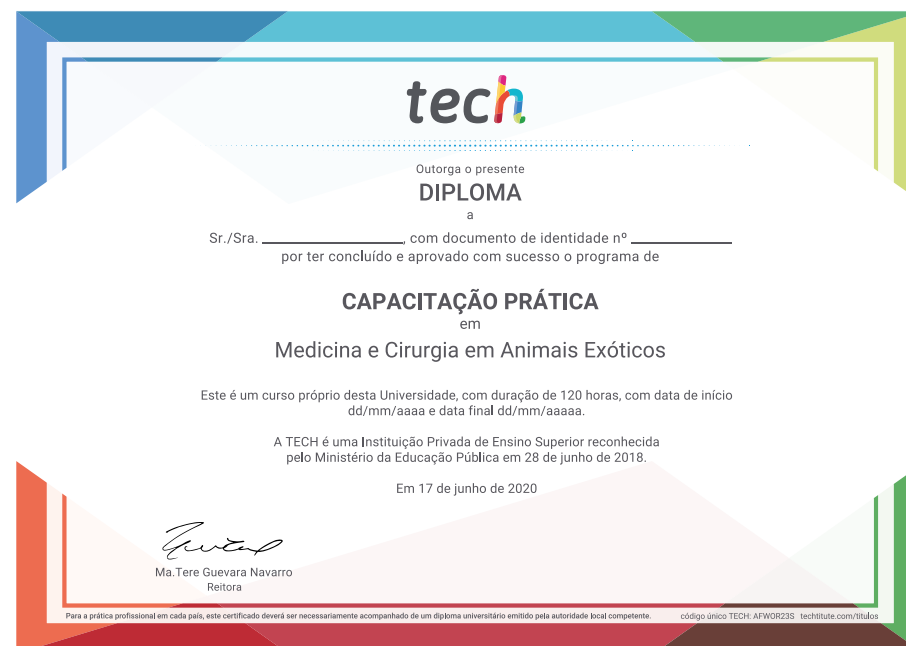 tech
Outorga o presente
DIPLOMA
a
Sr./Sra. ________________, com documento de identidade nº ____________
por ter concluído e aprovado com sucesso o programa de
CAPACITAÇÃO PRÁTICA
em
Medicina e Cirurgia em Animais Exóticos
Este é um curso próprio desta Universidade, com duração de 120 horas, com data de início
dd/mm/aaaa e data final dd/mm/aaaaa.
A TECH é uma Instituição Privada de Ensino Superior reconhecida
pelo Ministério da Educação Pública em 28 de junho de 2018.
Em 17 de junho de 2020
Ma.Tere Guevara Navarro
Reitora
Para a prática profissional em cada país, este certificado deverá ser necessariamente acompanhado de um diploma universitário emitido pela autoridade local competente. código único TECH: AFWOR23S techtitute.com/titulos